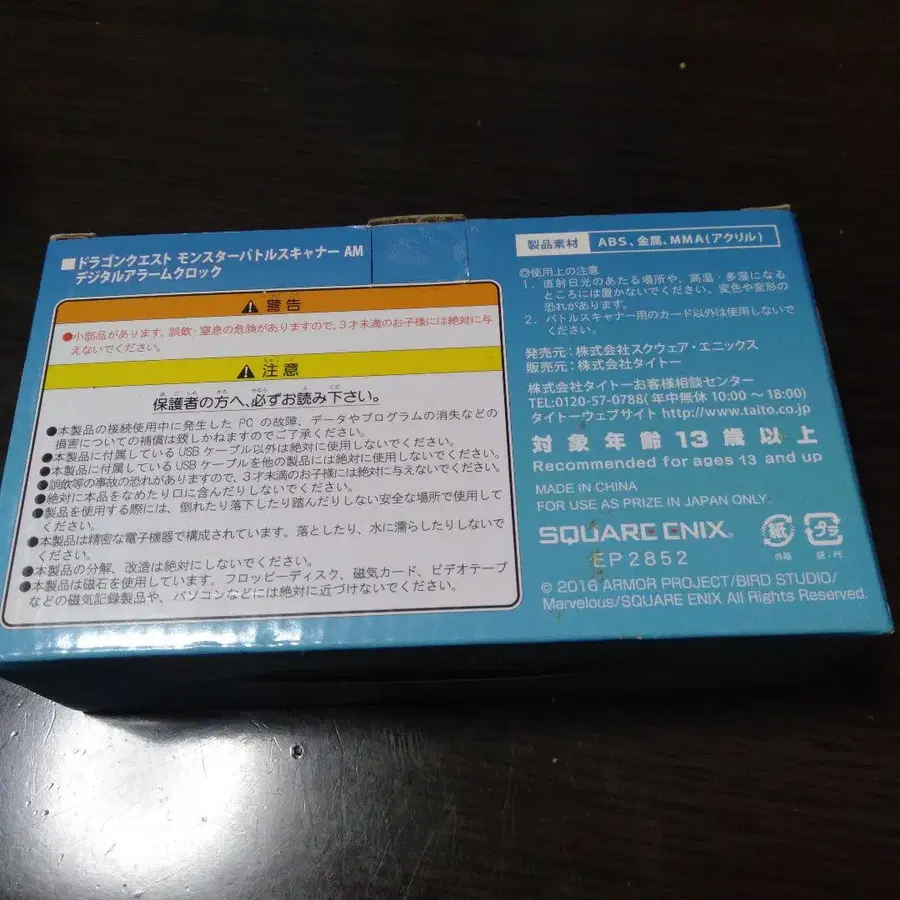 ■ドラゴンクエスト モンスターバトルスキャナー AM
デジタルアラームクロック
警告
●小部品があります。誤飲・窒息の危険がありますので、3才未満のお子様には絶対に与
えないでください。
注意
保護者の方へ、必ずお読み下さい。
●本製品の接続使用中に発生した PC の故障、データやプログラムの消失などの
損害についての補償は致しかねますのでご了承ください。
●本製品に付属している USB ケーブル以外は絶対に使用しないでください。
●本製品に付属している USB ケーブルを他の製品には絶対に使用しないでください。
●誤飲等の事故の恐れがありますので、3才未満のお子様には絶対に与えないでください。
●絶対に本品をなめたり口に含んだりしないでください。
●製品を使用する際には、倒れたり落下したり踏んだりしない安全な場所で使用して
ください。
●本製品は精密な電子機器で構成されています。落としたり、水に濡らしたりしないで
ください。
●本製品の分解、改造は絶対にしないでください。
●本製品は磁石を使用しています。フロッピーディスク、磁気カード、ビデオテープ
などの磁気記録製品や、パソコンなどには絶対に近づけないでください。
製品素材 ABS、金属、MMA(アクリル)
◎使用上の注意
1. 直射日光のあたる場所や、高温・多湿になる
ところには置かないでください。変色や変形の
恐れがあります。
2. バトルスキャナー用のカード以外は使用しないで
ください。
発売元：株式会社スクウェア・エニックス
販売元：株式会社タイトー
株式会社タイトーお客様相談センター
TEL:0120-57-0788( 年中無休 10:00 ～ 18:00)
タイトーウェブサイト http://www.taito.co.jp
対象年齢 13 歳以上
Recommended for ages 13 and up
MADE IN CHINA
FOR USE AS PRIZE IN JAPAN ONLY.
SQUARE ENIX.
EP2852
紙
外箱
プラ
袋・PE
© 2016 ARMOR PROJECT/BIRD STUDIO/
Marvelous/SQUARE ENIX All Rights Reserved.